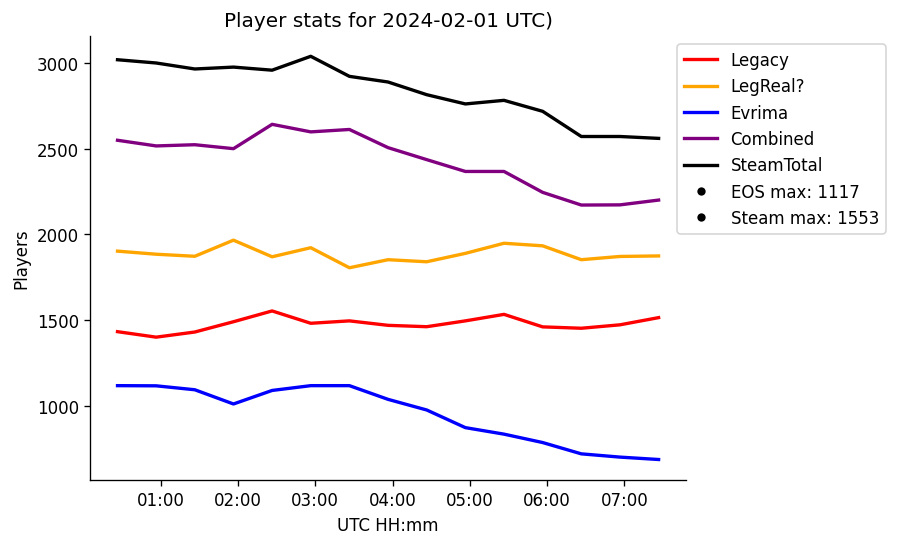 Player stats for 2024-02-01 UTC)
Legacy
LegReal?
Evrima
Combined
SteamTotal
EOS max: 1117
Steam max: 1553
Players
3000
2500
2000
1500
1000
01:00 02:00 03:00 04:00 05:00 06:00 07:00
UTC HH:mm